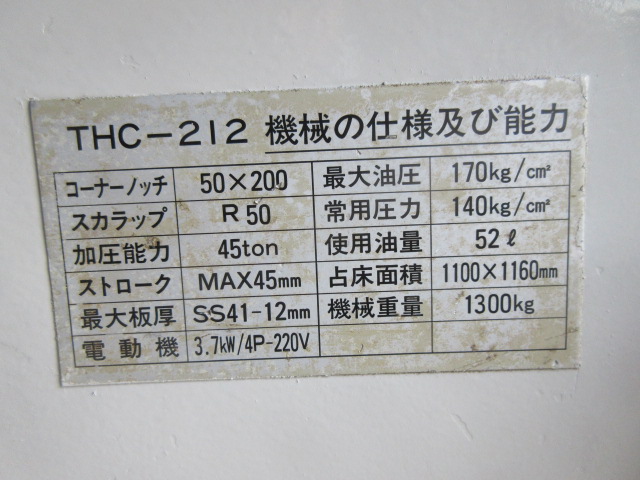 THC-212 機械の仕様及び能力
コーナーノッチ 50×200 最大油圧 170kg/cm²
スカラップ R50 常用圧力 140kg/cm²
加圧能力 45ton 使用油量 52ℓ
ストローク MAX45mm 占床面積 1100×1160mm
最大板厚 SS41-12mm 機械重量 1300kg
電動機 3.7kW/4P-220V